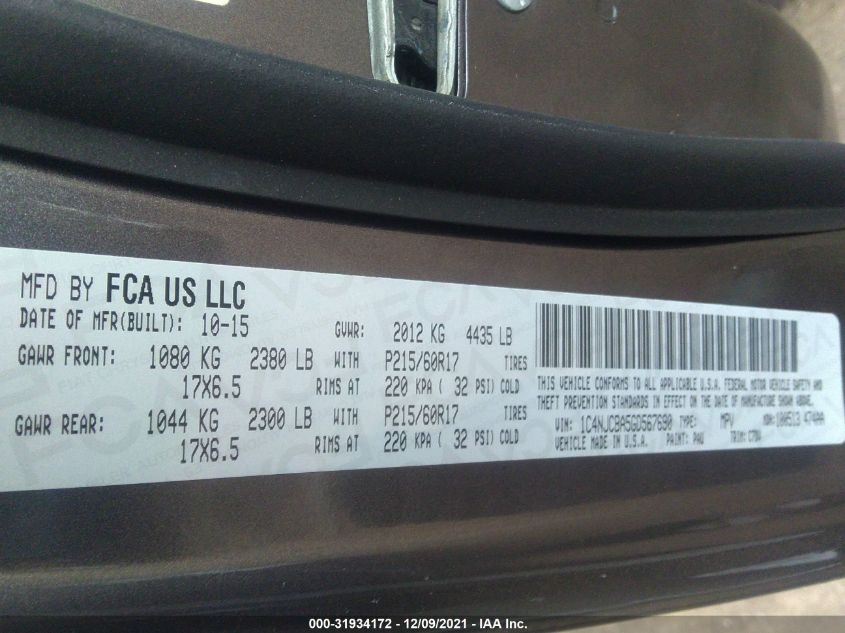 MFD BY FCA US LLC
DATE OF MFR(BUILT): 10-15 GVWR: 2012 KG 4435 LB
GAWR FRONT: 1080 KG 2380 LB WITH P215/60R17 TIRES
17X6.5 RIMS AT 220 KPA ( 32 PSI) COLD
GAWR REAR: 1044 KG 2300 LB WITH P215/60R17 TIRES
17X6.5 RIMS AT 220 KPA ( 32 PSI) COLD
THIS VEHICLE CONFORMS TO ALL APPLICABLE U.S.A. FEDERAL MOTOR VEHICLE SAFETY AND
THEFT PREVENTION STANDARDS IN EFFECT ON THE DATE OF MANUFACTURE SHOWN ABOVE.
VIN: 1C4NJCBA5GD567690 TYPE: MPV MDH: 100513 474AA
VEHICLE MADE IN U.S.A. PAINT: PAU TRIM:
000-31934172 - 12/09/2021 - IAA Inc.